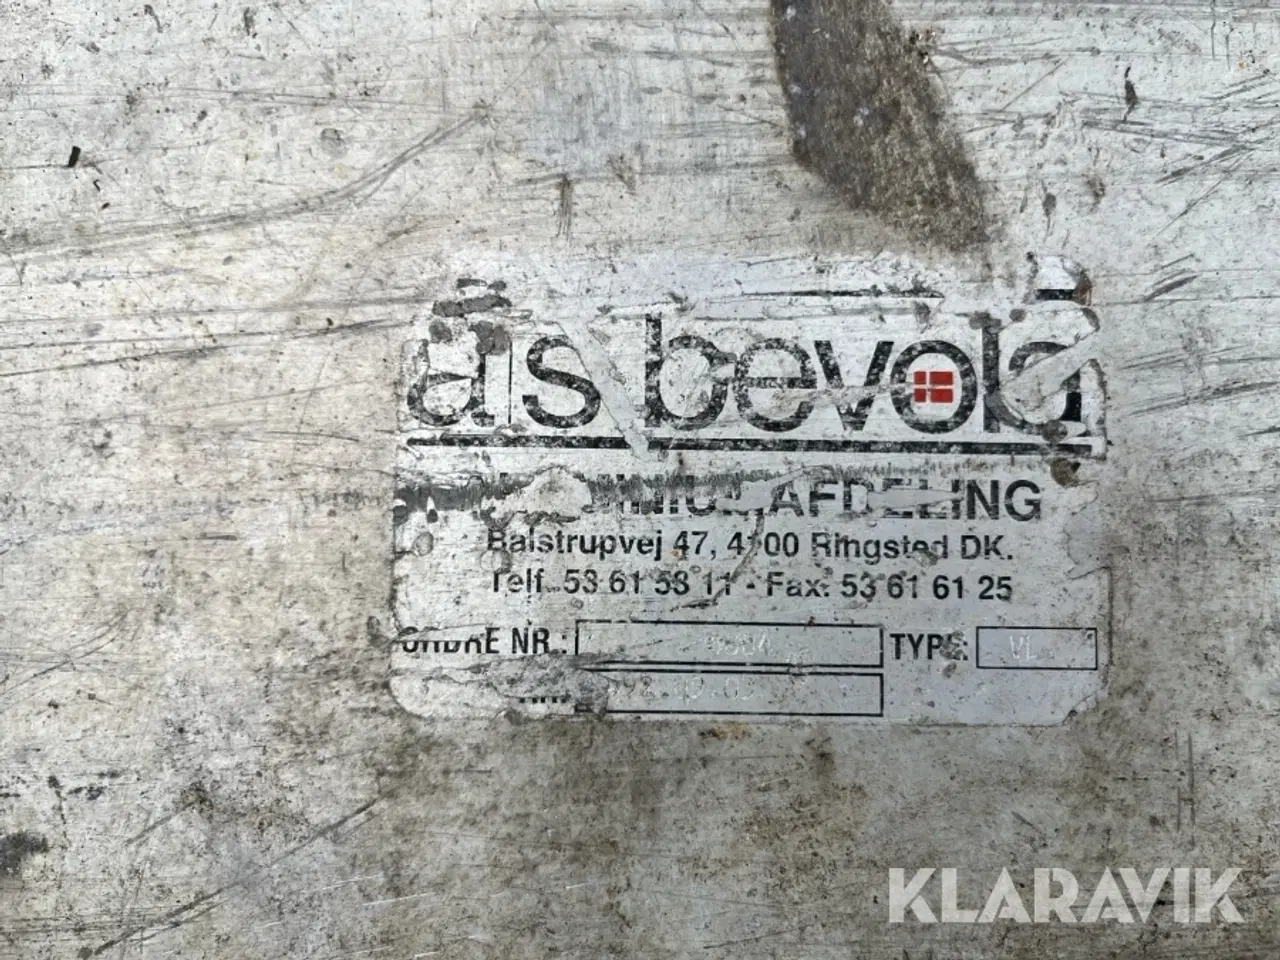 a/s bevola
AFDELING
Balstrupvej 47, 4100 Ringsted DK.
Telf. 53 61 53 11 - Fax: 53 61 61 25
ORDRE NR.: TYPE: VL
KLARAVIK